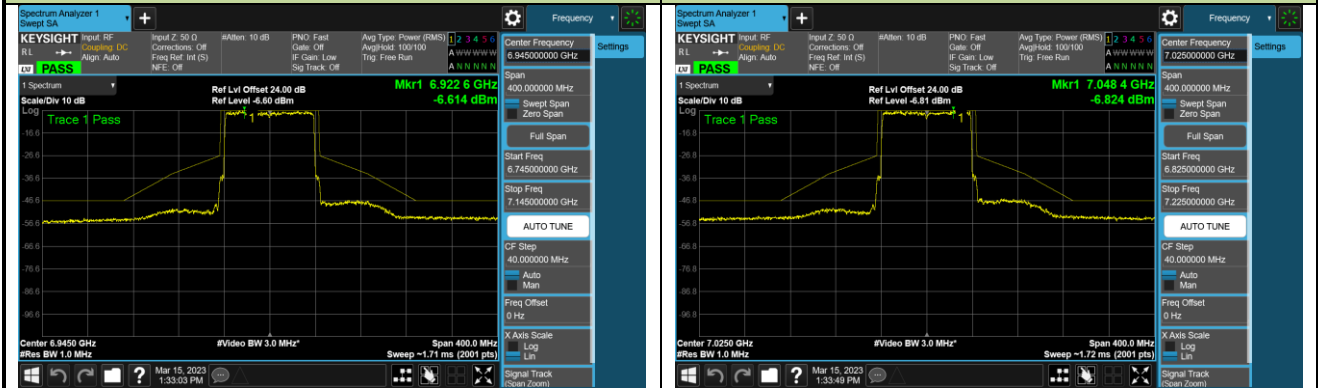 Spectrum Analyzer 1
Swept SA
Frequency
KEYSIGHT
RL
PASS
Input: RF
Coupling: DC
Align: Auto
Input Z: 50 Ω
Corrections: Off
Freq Ref: Int (S)
NFE: Off
#Atten: 10 dB
PNO: Fast
Gate: Off
IF Gain: Low
Sig Track: Off
Avg Type: Power (RMS)
Avg|Hold: 100/100
Trig: Free Run
1 2 3 4 5 6
A W W W W W
A N N N N N
1 Spectrum
Scale/Div 10 dB
Log
Ref Lvl Offset 24.00 dB
Ref Level -6.60 dBm
Mkr1 6.922 6 GHz
-6.614 dBm
Trace 1 Pass
1
-16.6
-26.6
-46.6
-56.6
-66.6
-76.6
-86.6
-96.6
Center 6.9450 GHz
#Res BW 1.0 MHz
#Video BW 3.0 MHz*
Span 400.0 MHz
Sweep ~1.71 ms (2001 pts)
Mar 15, 2023
1:33:03 PM
Center Frequency
6.945000000 GHz
Settings
Span
400.000000 MHz
Swept Span
Zero Span
Full Span
Start Freq
6.745000000 GHz
Stop Freq
7.145000000 GHz
AUTO TUNE
CF Step
40.000000 MHz
Auto
Man
Freq Offset
0 Hz
X Axis Scale
Log
Lin
Signal Track
(Span Zoom)
Spectrum Analyzer 1
Swept SA
Frequency
KEYSIGHT
RL
PASS
Input: RF
Coupling: DC
Align: Auto
Input Z: 50 Ω
Corrections: Off
Freq Ref: Int (S)
NFE: Off
#Atten: 10 dB
PNO: Fast
Gate: Off
IF Gain: Low
Sig Track: Off
Avg Type: Power (RMS)
Avg|Hold: 100/100
Trig: Free Run
1 2 3 4 5 6
A W W W W W
A N N N N N
1 Spectrum
Scale/Div 10 dB
Log
Ref Lvl Offset 24.00 dB
Ref Level -6.81 dBm
Mkr1 7.048 4 GHz
-6.824 dBm
Trace 1 Pass
1
-16.8
-26.8
-46.8
-56.8
-66.8
-76.8
-86.8
-96.8
Center 7.0250 GHz
#Res BW 1.0 MHz
#Video BW 3.0 MHz*
Span 400.0 MHz
Sweep ~1.72 ms (2001 pts)
Mar 15, 2023
1:33:49 PM
Center Frequency
7.025000000 GHz
Settings
Span
400.000000 MHz
Swept Span
Zero Span
Full Span
Start Freq
6.825000000 GHz
Stop Freq
7.225000000 GHz
AUTO TUNE
CF Step
40.000000 MHz
Auto
Man
Freq Offset
0 Hz
X Axis Scale
Log
Lin
Signal Track
(Span Zoom)